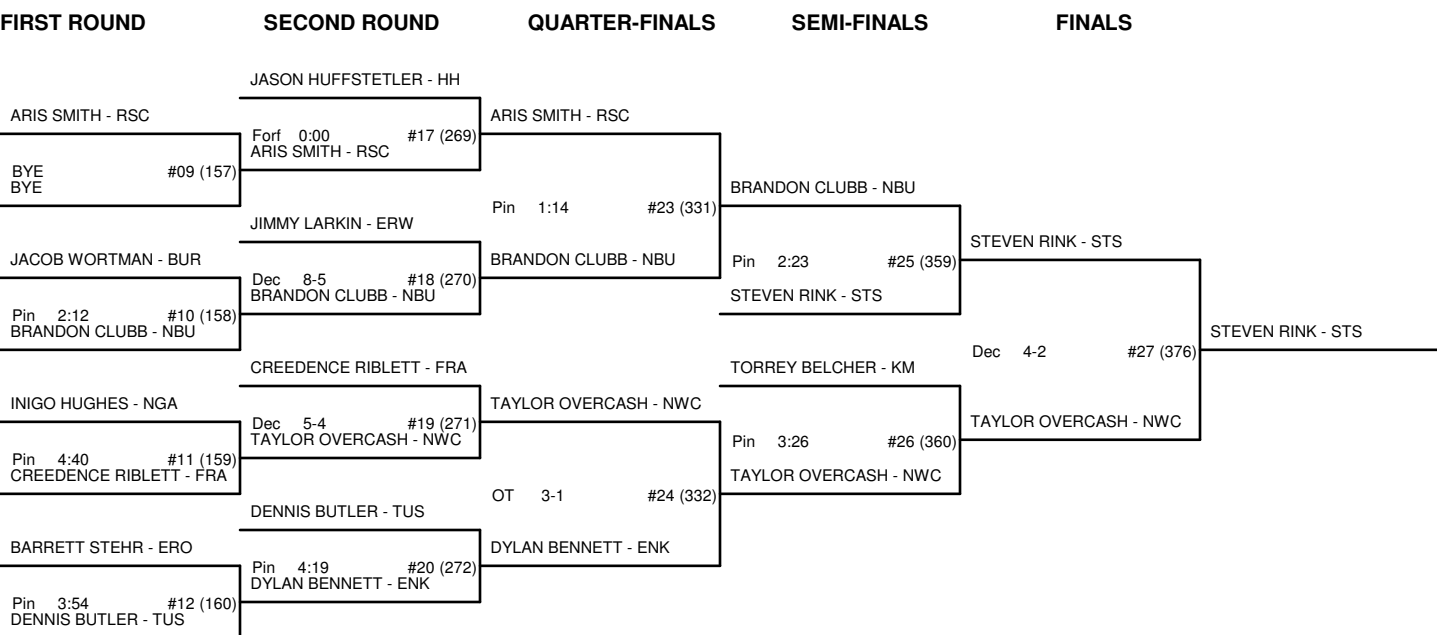 FIRST ROUND SECOND ROUND QUARTER-FINALS SEMI-FINALS FINALS
JASON HUFFSTETLER - HH
ARIS SMITH - RSC ARIS SMITH - RSC
Forf 0:00 #17 (269)
ARIS SMITH - RSC
BYE #09 (157)
BYE
BRANDON CLUBB - NBU
Pin 1:14 #23 (331)
JIMMY LARKIN - ERW
STEVEN RINK - STS
JACOB WORTMAN - BUR BRANDON CLUBB - NBU
Pin 2:23 #25 (359)
Dec 8-5 #18 (270)
BRANDON CLUBB - NBU
STEVEN RINK - STS
Pin 2:12 #10 (158)
BRANDON CLUBB - NBU
STEVEN RINK - STS
Dec 4-2 #27 (376)
CREEDENCE RIBLETT - FRA
TORREY BELCHER - KM
INIGO HUGHES - NGA TAYLOR OVERCASH - NWC
TAYLOR OVERCASH - NWC
Dec 5-4 #19 (271)
TAYLOR OVERCASH - NWC
Pin 3:26 #26 (360)
Pin 4:40 #11 (159)
CREEDENCE RIBLETT - FRA
TAYLOR OVERCASH - NWC
OT 3-1 #24 (332)
DENNIS BUTLER - TUS
BARRETT STEHR - ERO DYLAN BENNETT - ENK
Pin 4:19 #20 (272)
DYLAN BENNETT - ENK
Pin 3:54 #12 (160)
DENNIS BUTLER - TUS